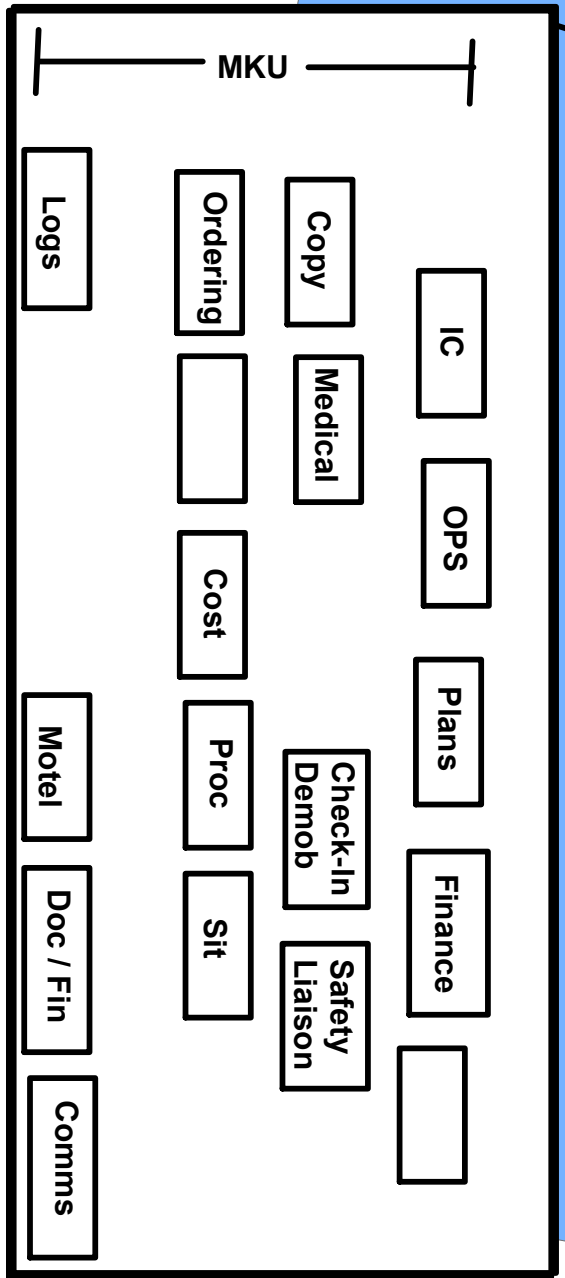 MKU
Logs
Ordering
Copy
IC
Medical
OPS
Cost
Plans
Motel
Proc
Check-In
Demob
Finance
Doc / Fin
Sit
Safety
Liaison
Comms